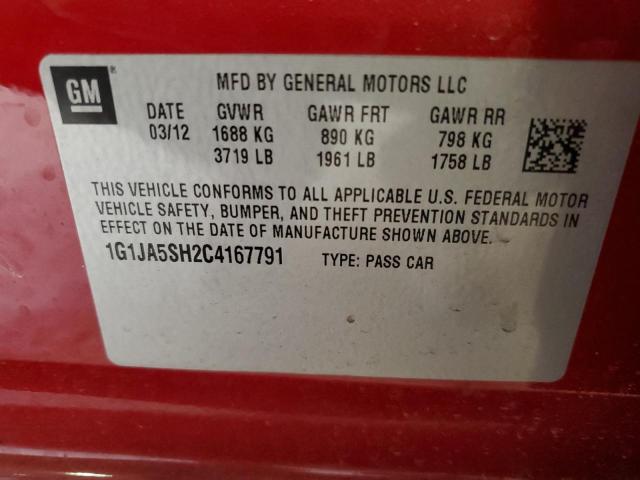 GM ®
MFD BY GENERAL MOTORS LLC
DATE GVWR GAWR FRT GAWR RR
03/12 1688 KG 890 KG 798 KG
3719 LB 1961 LB 1758 LB
THIS VEHICLE CONFORMS TO ALL APPLICABLE U.S. FEDERAL MOTOR
VEHICLE SAFETY, BUMPER, AND THEFT PREVENTION STANDARDS IN
EFFECT ON THE DATE OF MANUFACTURE SHOWN ABOVE.
1G1JA5SH2C4167791 TYPE: PASS CAR